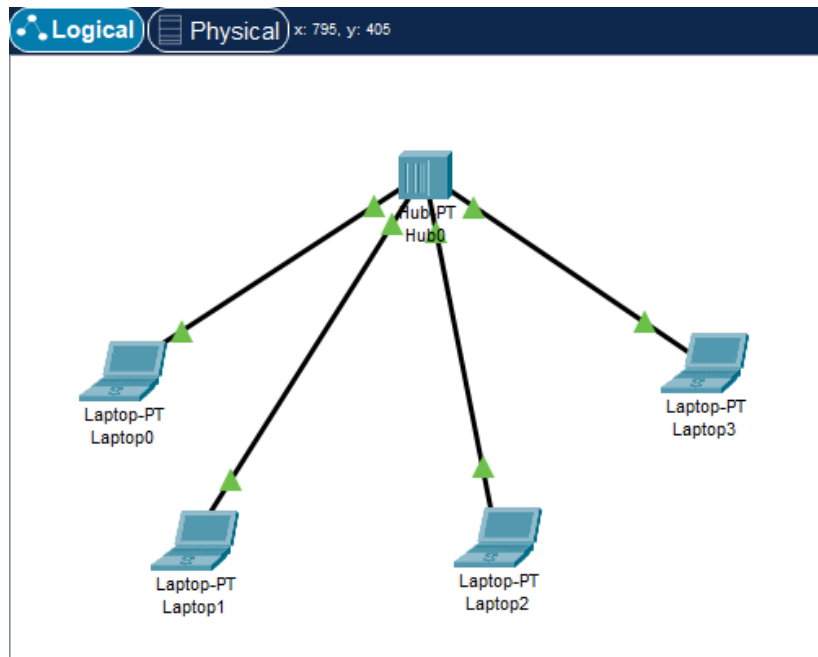 Logical Physical x: 795, y: 405
Hub-PT
Hub0
Laptop-PT
Laptop0
Laptop-PT
Laptop3
Laptop-PT
Laptop1
Laptop-PT
Laptop2